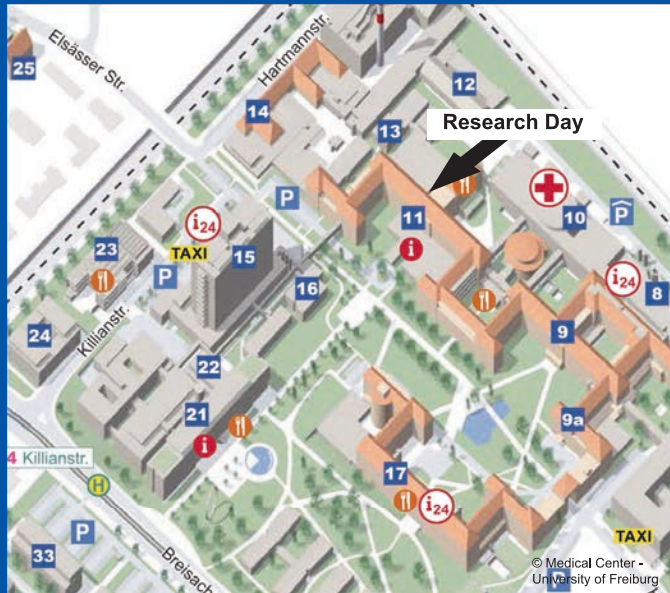 Elsässer Str.
25
Hartmannstr.
12
14
13
Research Day
P
11
10
P
i24
23
TAXI
15
P
i
i24
8
16
24
Killianstr.
9
22
21
9a
i
4 Killianstr.
17
H
i24
P
33
TAXI
Breisach
P
© Medical Center -
University of Freiburg